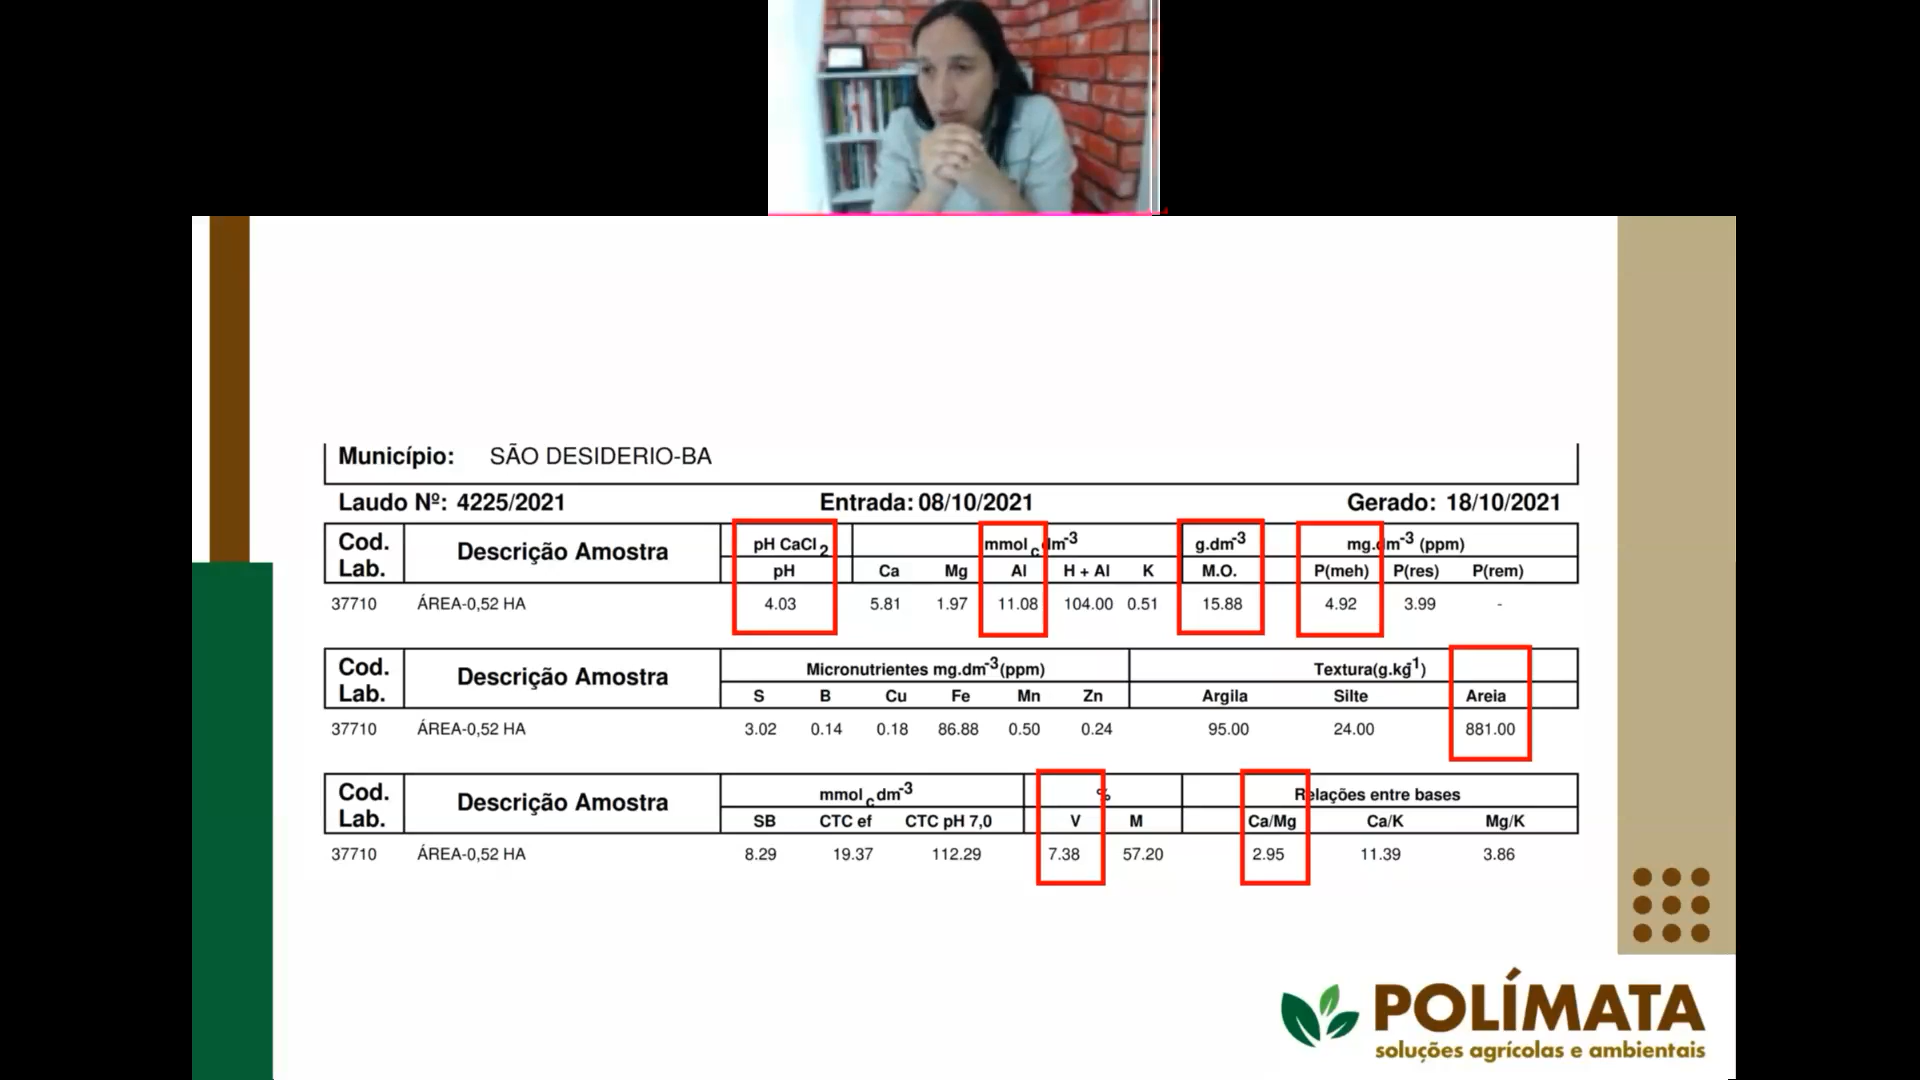 Município: SÃO DESIDERIO-BA
Laudo Nº: 4225/2021 Entrada: 08/10/2021 Gerado: 18/10/2021
Cod. Lab. Descrição Amostra pH CaCl2 mmolc dm-3 g.dm-3 mg.dm-3 (ppm)
pH Ca Mg Al H + Al K M.O. P(meh) P(res) P(rem)
37710 ÁREA-0,52 HA 4.03 5.81 1.97 11.08 104.00 0.51 15.88 4.92 3.99 -
Cod. Lab. Descrição Amostra Micronutrientes mg.dm-3(ppm) Textura(g.kg-1)
S B Cu Fe Mn Zn Argila Silte Areia
37710 ÁREA-0,52 HA 3.02 0.14 0.18 86.88 0.50 0.24 95.00 24.00 881.00
Cod. Lab. Descrição Amostra mmolc dm-3 % Relações entre bases
SB CTC ef CTC pH 7,0 V M Ca/Mg Ca/K Mg/K
37710 ÁREA-0,52 HA 8.29 19.37 112.29 7.38 57.20 2.95 11.39 3.86
POLÍMATA
soluções agrícolas e ambientais